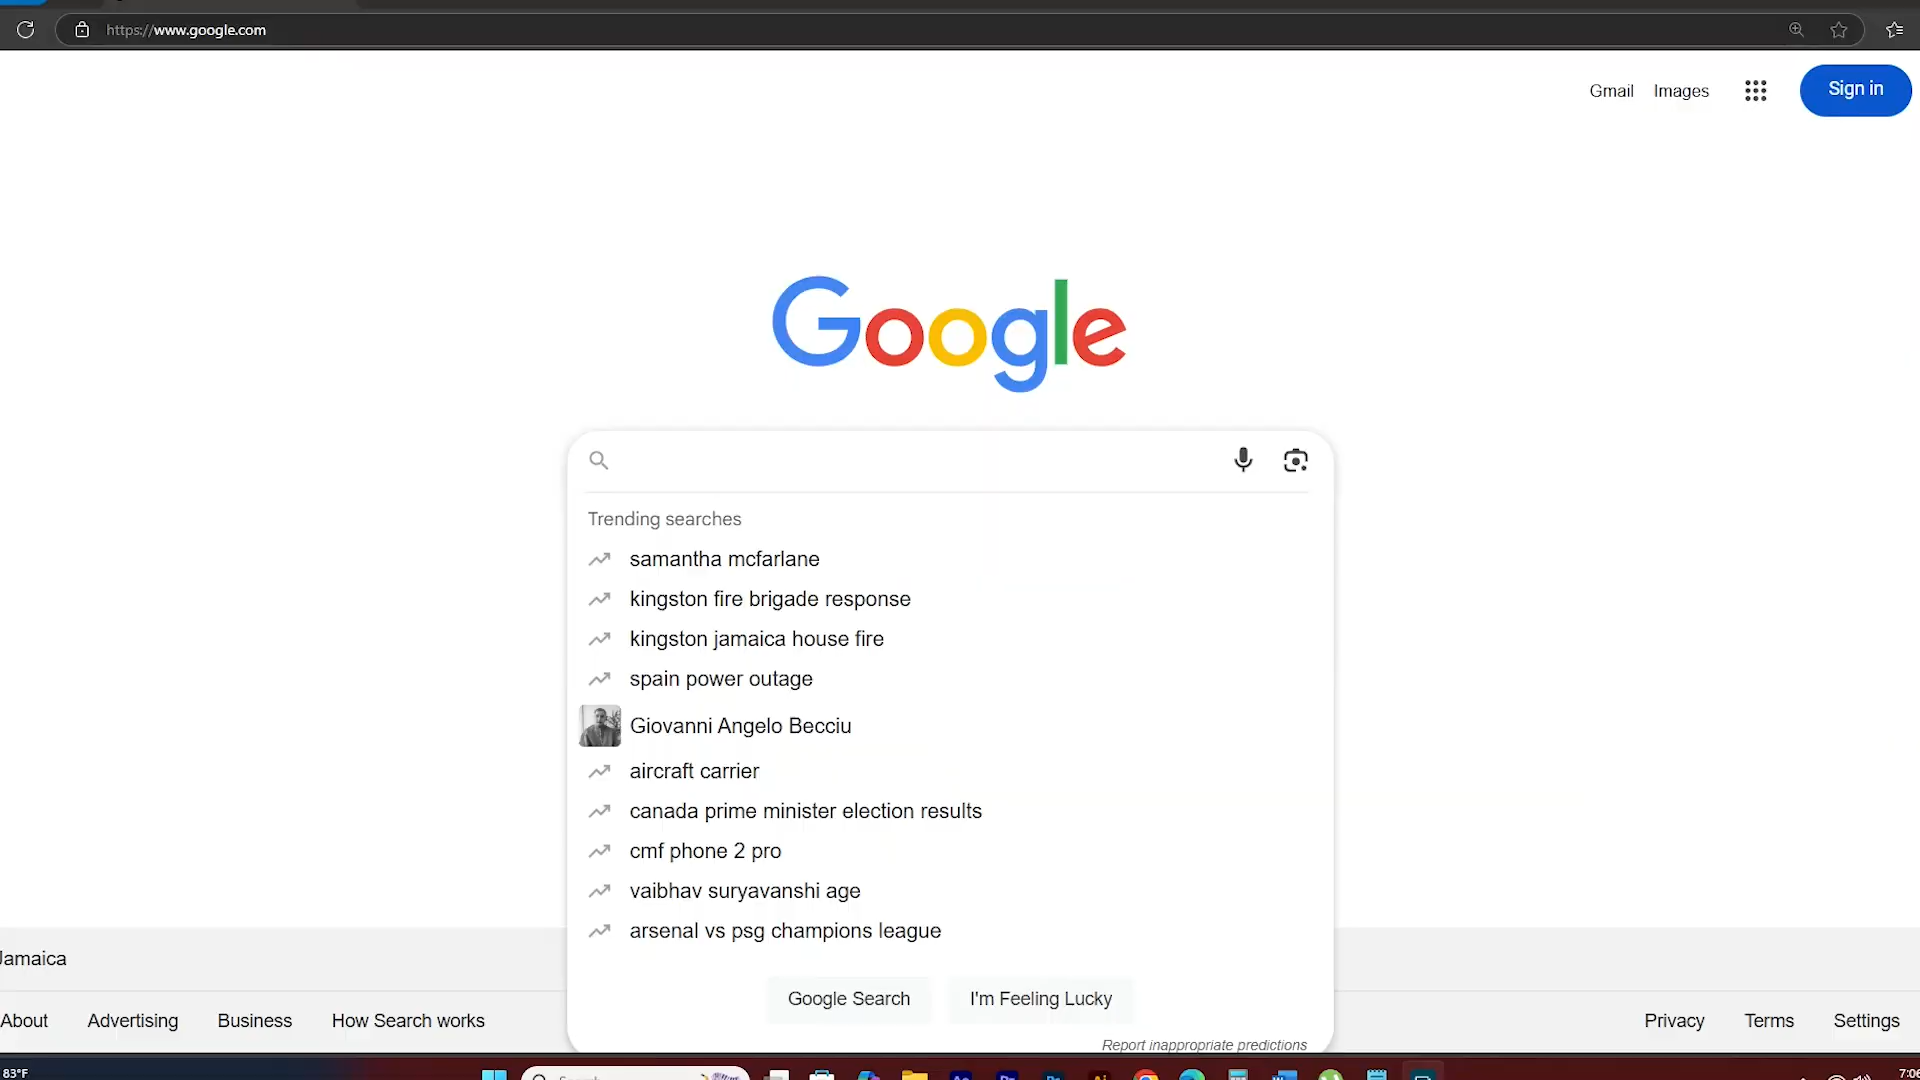 https://www.google.com
Gmail Images Sign in
Google
Trending searches
samantha mcfarlane
kingston fire brigade response
kingston jamaica house fire
spain power outage
Giovanni Angelo Becciu
aircraft carrier
canada prime minister election results
cmf phone 2 pro
vaibhav suryavanshi age
arsenal vs psg champions league
Google Search I'm Feeling Lucky
Report inappropriate predictions
Jamaica
About Advertising Business How Search works Privacy Terms Settings
83°F